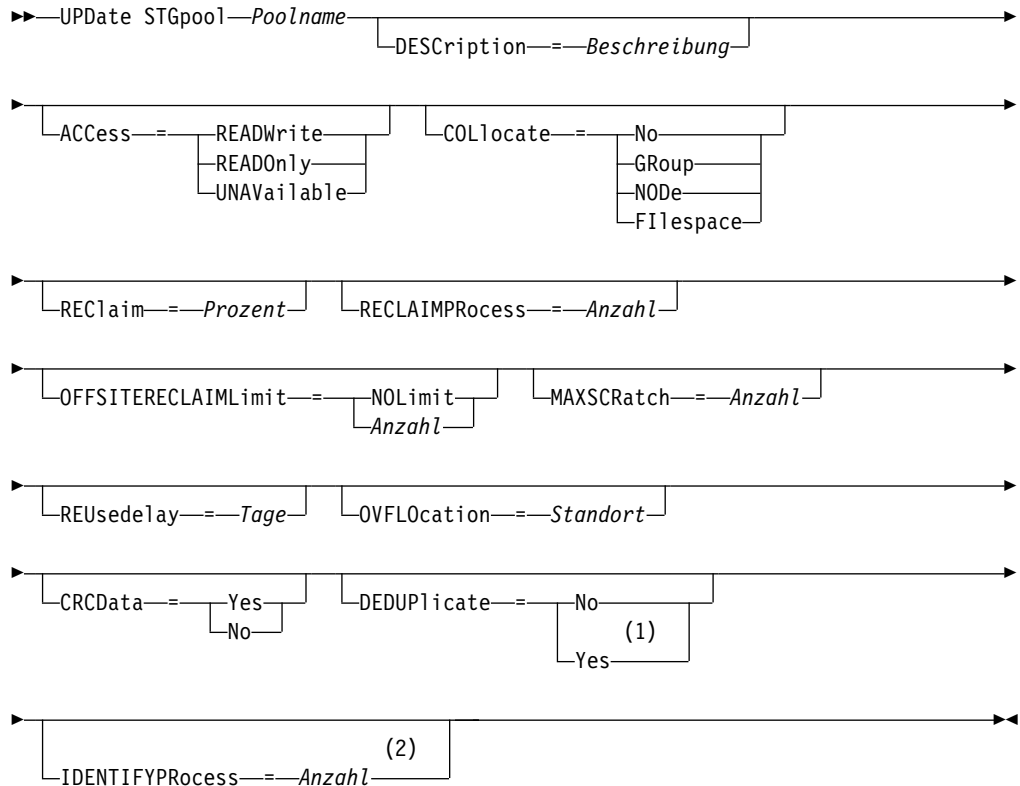 UPDate STGpool Poolname
DESCription = Beschreibung
ACCess = READWrite
READOnly
UNAVailable
COLlocate = No
GRoup
NODe
FIlespace
REClaim = Prozent
RECLAIMPRocess = Anzahl
OFFSITERECLAIMLimit = NOLimit
Anzahl
MAXSCRatch = Anzahl
REUsedelay = Tage
OVFLOcation = Standort
CRCData = Yes
No
DEDUPlicate = No
(1)
Yes
(2)
IDENTIFYPRocess = Anzahl